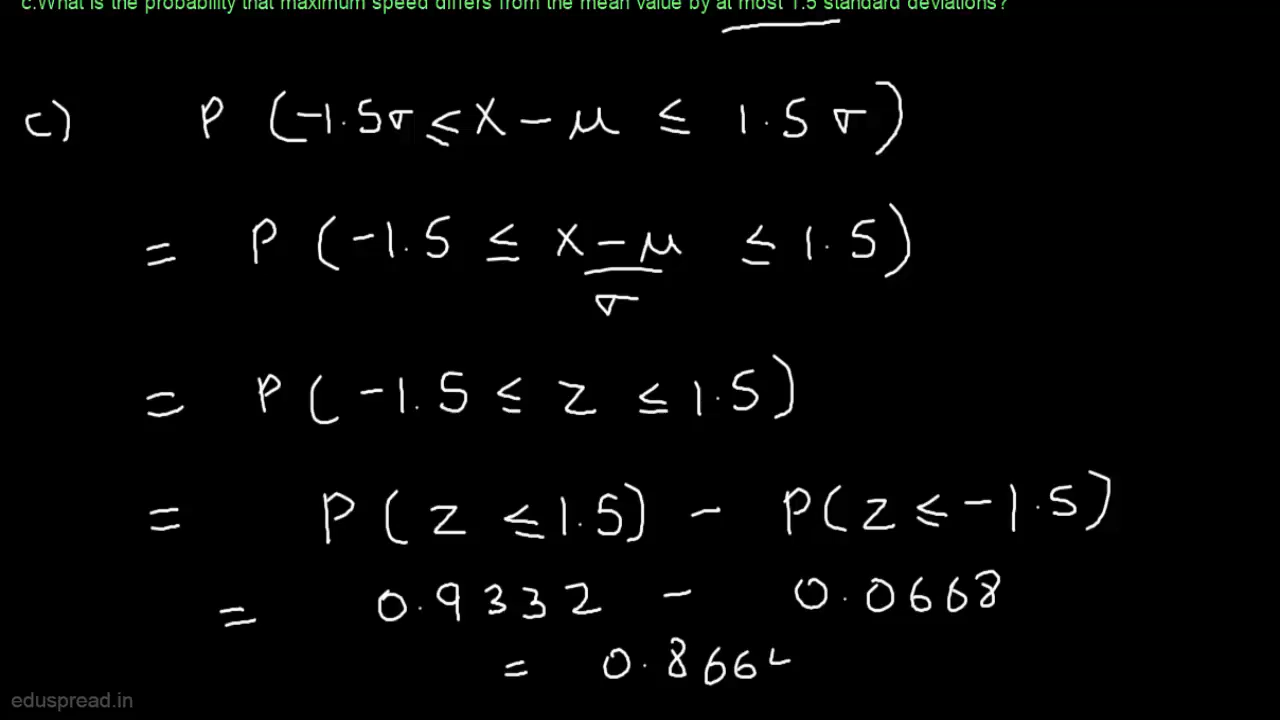 c.What is the probability that maximum speed differs from the mean value by at most 1.5 standard deviations?
c) P (-1.5σ ≤ X - μ ≤ 1.5 σ)
= P (-1.5 ≤ X - μ ≤ 1.5)
σ
= P( -1.5 ≤ Z ≤ 1.5)
= P( Z ≤ 1.5) - P(Z ≤ -1.5)
= 0.9332 - 0.0668
= 0.8664
eduspread.in